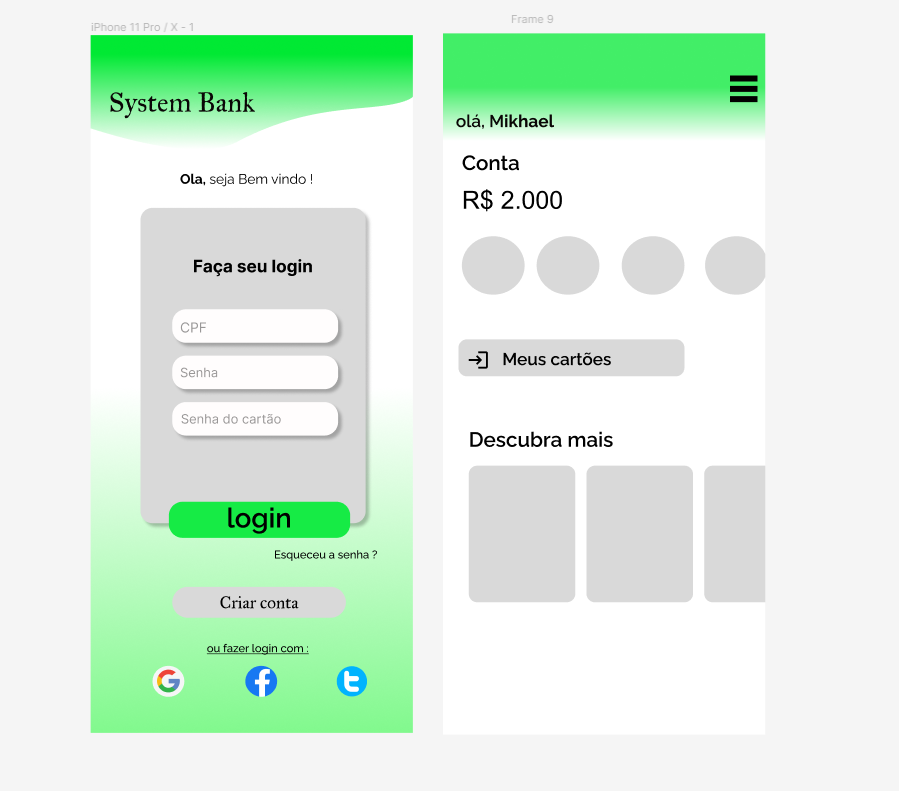 iPhone 11 Pro / X - 1
System Bank
Ola, seja Bem vindo !
Faça seu login
CPF
Senha
Senha do cartão
login
Esqueceu a senha ?
Criar conta
ou fazer login com :
Frame 9
olá, Mikhael
Conta
R$ 2.000
Meus cartões
Descubra mais